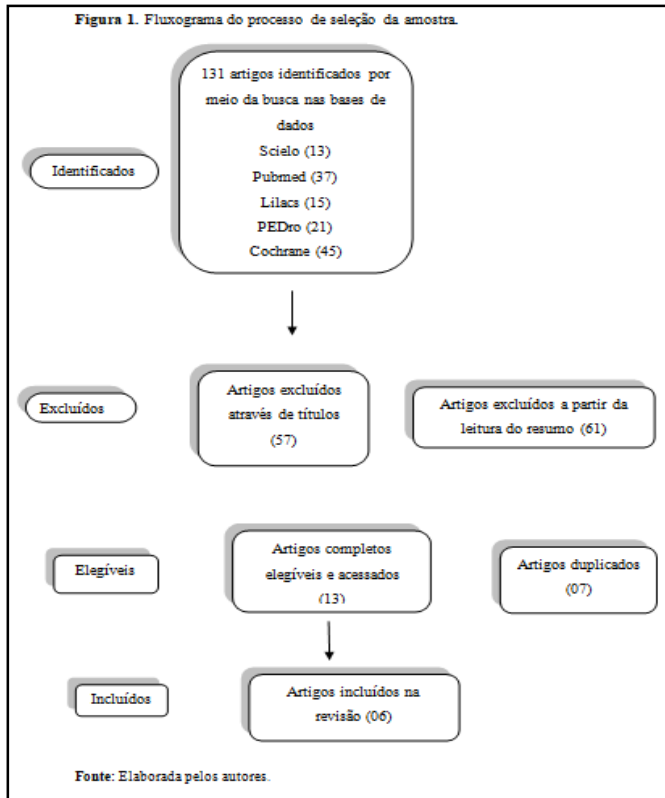 Figura 1. Fluxograma do processo de seleção da amostra.
131 artigos identificados por
meio da busca nas bases de
dados
Scielo (13)
Pubmed (37)
Lilacs (15)
PEDro (21)
Cochrane (45)
Identificados
Excluídos
Artigos excluídos
através de títulos
(57)
Artigos excluídos a partir da
leitura do resumo (61)
Elegíveis
Artigos completos
elegíveis e acessados
(13)
Artigos duplicados
(07)
Incluídos
Artigos incluídos na
revisão (06)
Fonte: Elaborada pelos autores.